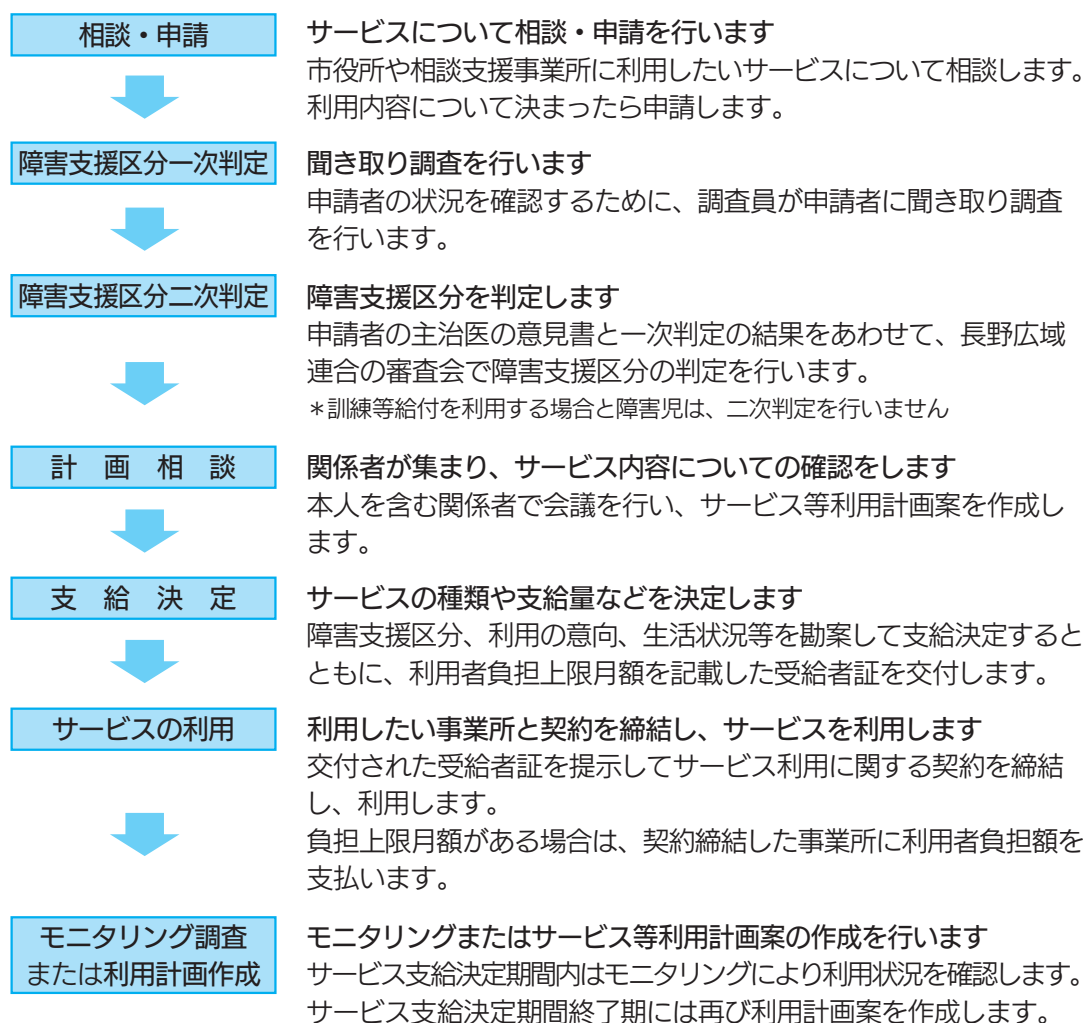 相談・申請
サービスについて相談・申請を行います
市役所や相談支援事業所に利用したいサービスについて相談します。
利用内容について決まったら申請します。
障害支援区分一次判定
聞き取り調査を行います
申請者の状況を確認するために、調査員が申請者に聞き取り調査
を行います。
障害支援区分二次判定
障害支援区分を判定します
申請者の主治医の意見書と一次判定の結果をあわせて、長野広域
連合の審査会で障害支援区分の判定を行います。
＊訓練等給付を利用する場合と障害児は、二次判定を行いません
計　画　相　談
関係者が集まり、サービス内容についての確認をします
本人を含む関係者で会議を行い、サービス等利用計画案を作成し
ます。
支　給　決　定
サービスの種類や支給量などを決定します
障害支援区分、利用の意向、生活状況等を勘案して支給決定すると
ともに、利用者負担上限月額を記載した受給者証を交付します。
サービスの利用
利用したい事業所と契約を締結し、サービスを利用します
交付された受給者証を提示してサービス利用に関する契約を締結
し、利用します。
負担上限月額がある場合は、契約締結した事業所に利用者負担額を
支払います。
モニタリング調査
または利用計画作成
モニタリングまたはサービス等利用計画案の作成を行います
サービス支給決定期間内はモニタリングにより利用状況を確認します。
サービス支給決定期間終了期には再び利用計画案を作成します。